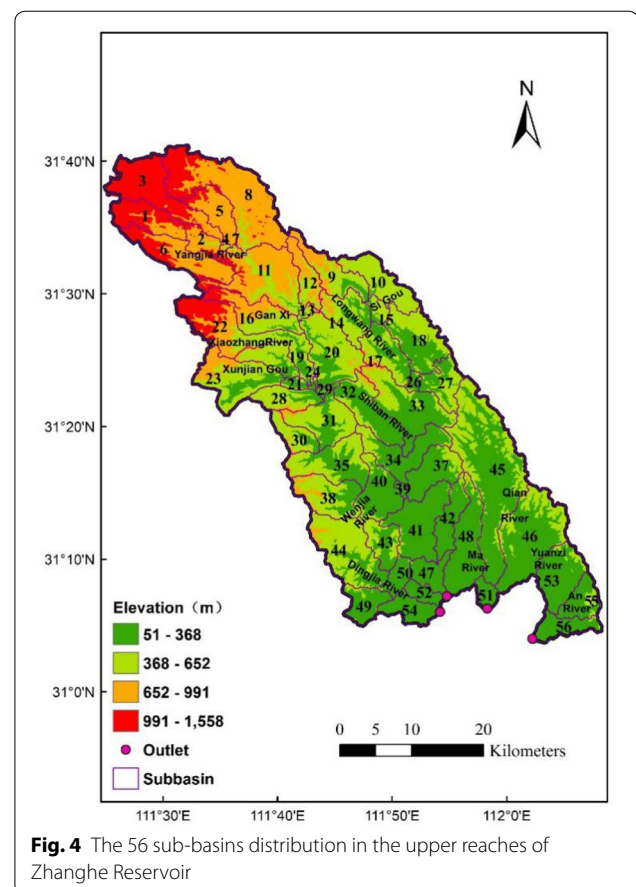 N
31°40'N
3
8
1
5
2
4
7
6
Yangjia River
11
31°30'N
12
9
10
Si Gou
13
Longwang River
15
22
16
Gan Xi
14
18
XiaozhangRiver
19
20
17
Xunjian Gou
24
26
27
23
21
29
32
28
Shiban River
33
31°20'N
31
30
34
35
37
45
40
39
38
Wenjia River
Qian River
42
41
48
46
43
31°10'N
44
Ma River
Yuanzi River
50
47
53
Dingjia River
52
51
An River
55
49
54
56
Elevation（m）
51 - 368
368 - 652
652 - 991
991 - 1,558
Outlet
Subbasin
31°0'N
0 5 10 20
Kilometers
111°30'E 111°40'E 111°50'E 112°0'E
Fig. 4 The 56 sub-basins distribution in the upper reaches of
Zhanghe Reservoir